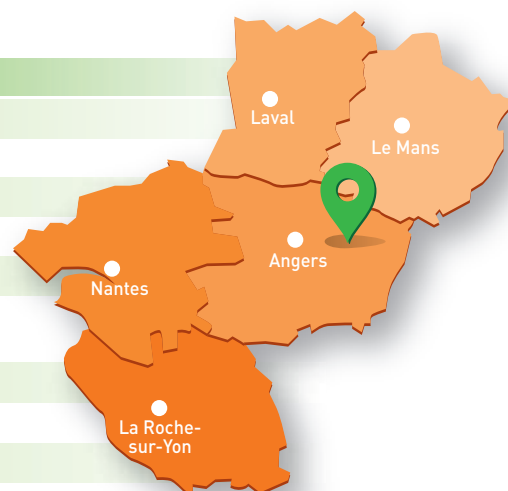 Laval
Le Mans
Angers
Nantes
La Roche-
sur-Yon